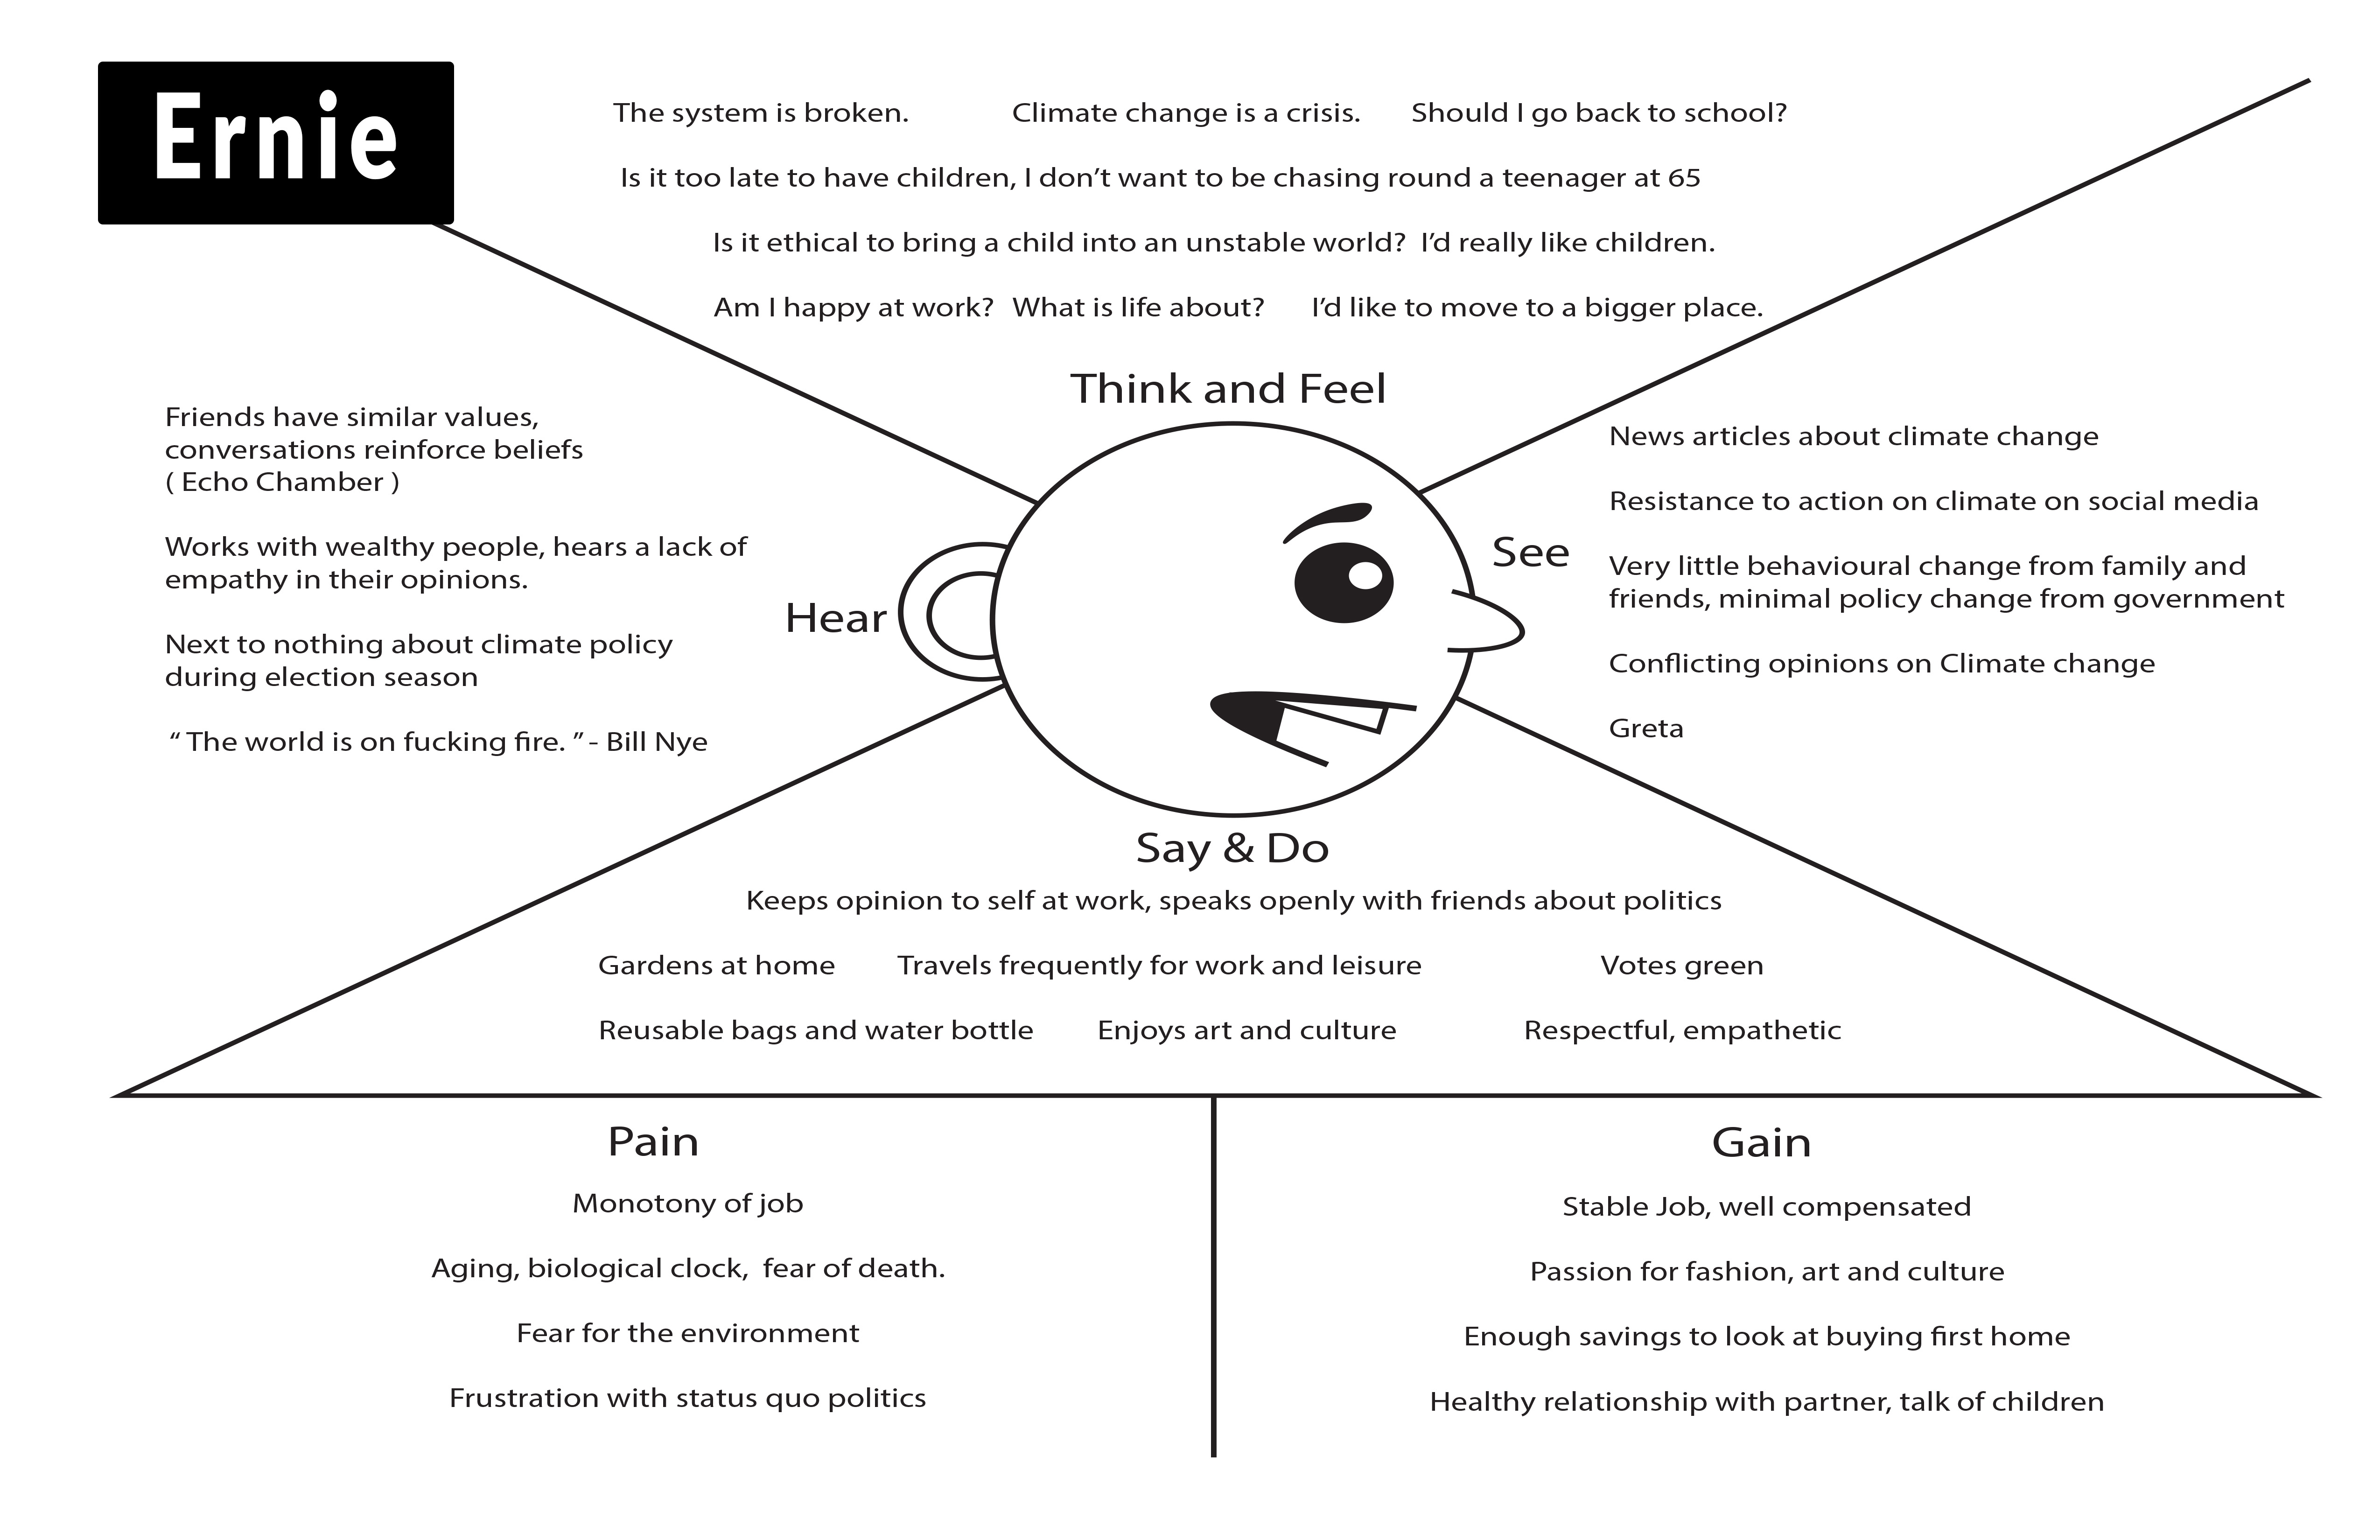 Ernie
The system is broken. Climate change is a crisis. Should I go back to school?
Is it too late to have children, I don’t want to be chasing round a teenager at 65
Is it ethical to bring a child into an unstable world? I’d really like children.
Am I happy at work? What is life about? I’d like to move to a bigger place.
Think and Feel
Friends have similar values,
conversations reinforce beliefs
( Echo Chamber )
Works with wealthy people, hears a lack of
empathy in their opinions.
Next to nothing about climate policy
during election season
“ The world is on fucking fire. ” - Bill Nye
Hear
See
News articles about climate change
Resistance to action on climate on social media
Very little behavioural change from family and
friends, minimal policy change from government
Conflicting opinions on Climate change
Greta
Say & Do
Keeps opinion to self at work, speaks openly with friends about politics
Gardens at home Travels frequently for work and leisure Votes green
Reusable bags and water bottle Enjoys art and culture Respectful, empathetic
Pain
Monotony of job
Aging, biological clock, fear of death.
Fear for the environment
Frustration with status quo politics
Gain
Stable Job, well compensated
Passion for fashion, art and culture
Enough savings to look at buying first home
Healthy relationship with partner, talk of children